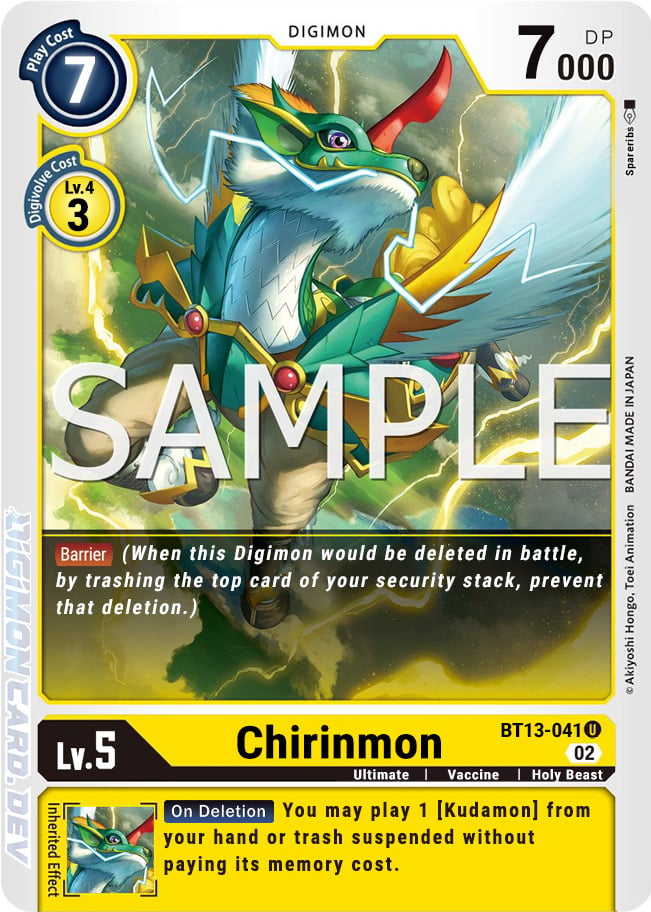 DIGIMON
Play Cost
7
7000
DP
Digivolve Cost
Lv.4
3
Spareribs
SAMPLE
BANDAI MADE IN JAPAN
© Akiyoshi Hongo, Toei Animation
Barrier (When this Digimon would be deleted in battle,
by trashing the top card of your security stack, prevent
that deletion.)
DIGIMON CARD.DEV
Lv.5
Chirinmon
BT13-041 U
02
Ultimate | Vaccine | Holy Beast
Inherited Effect
On Deletion You may play 1 [Kudamon] from
your hand or trash suspended without
paying its memory cost.